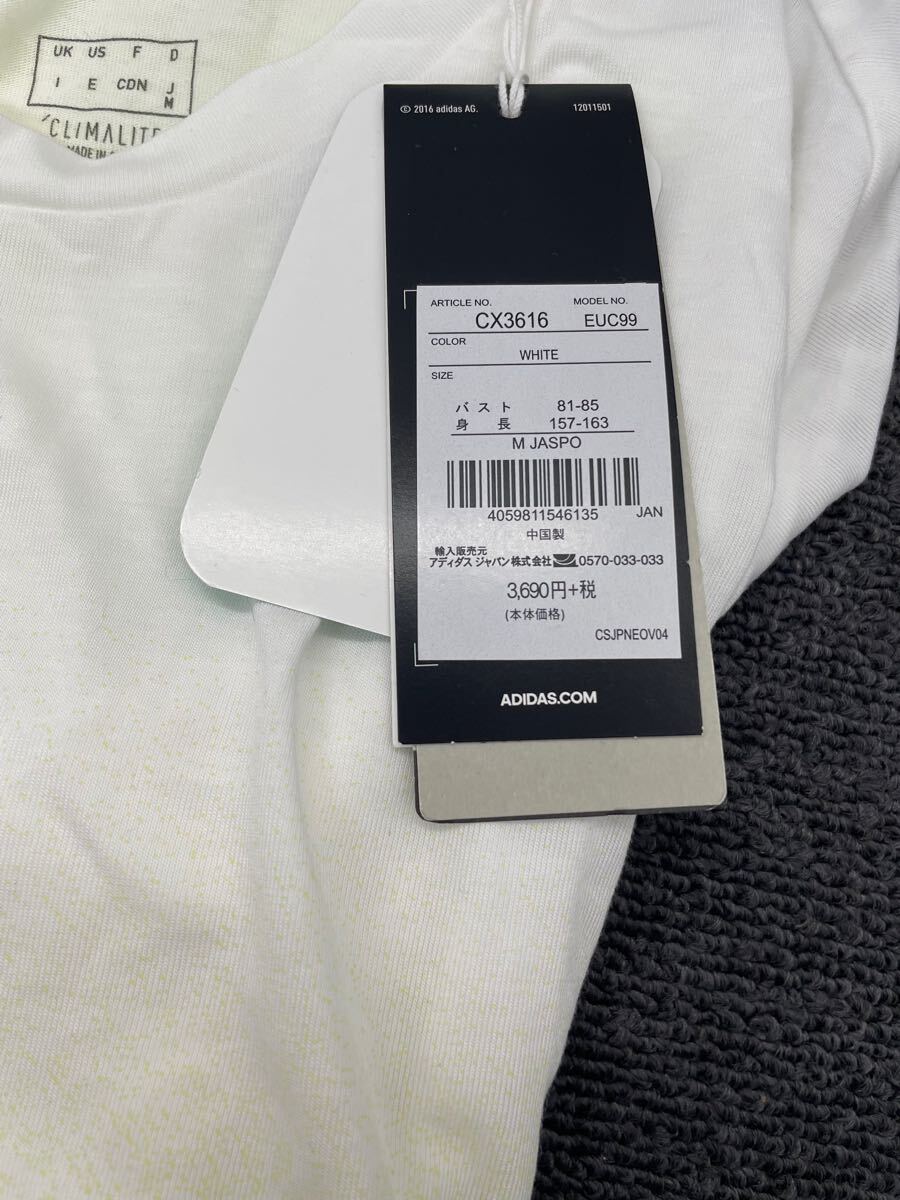 UK US F D
I E CDN J
M
CLIMALITE
MADE IN
© 2016 adidas AG. 12011501
ARTICLE NO. MODEL NO.
CX3616 EUC99
COLOR
WHITE
SIZE
バスト 81-85
身長 157-163
M JASPO
4059811546135 JAN
中国製
輸入販売元
アディダス ジャパン株式会社 0570-033-033
3,690円+税
(本体価格)
CSJPNEOV04
ADIDAS.COM